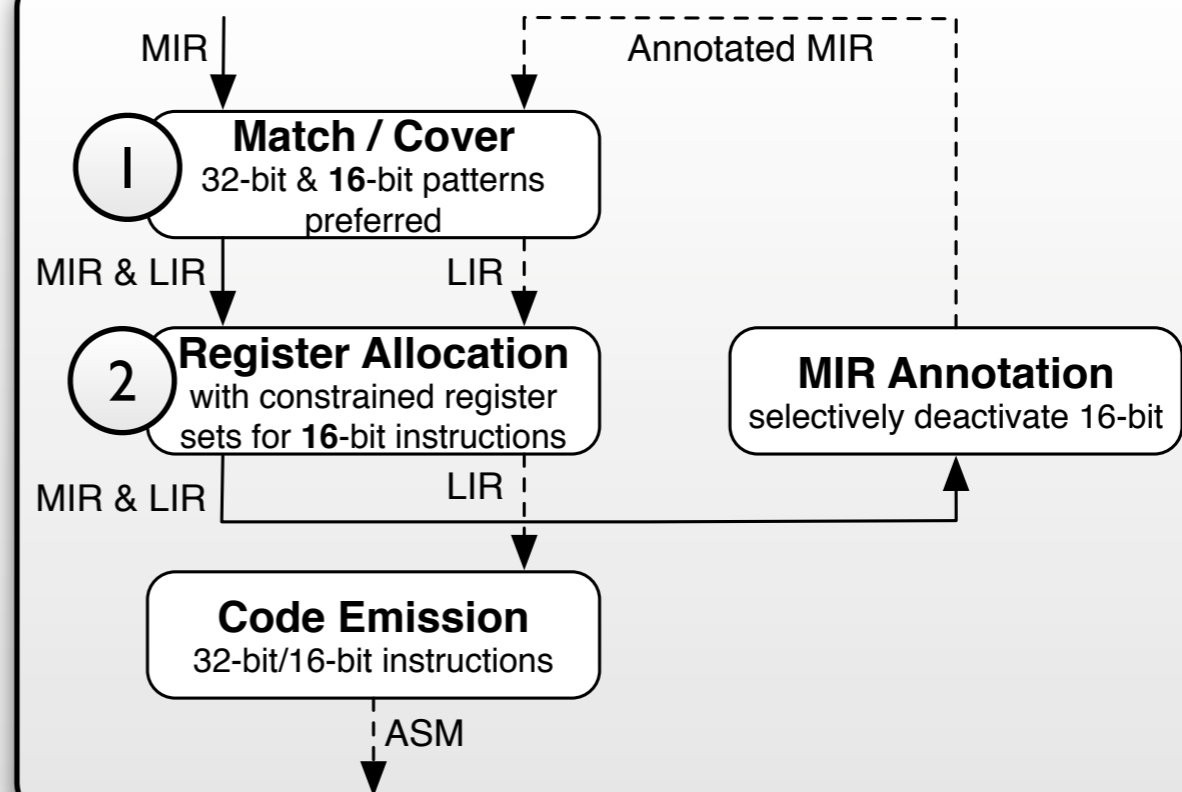 MIR
Annotated MIR
1
Match / Cover
32-bit & 16-bit patterns
preferred
MIR & LIR
LIR
2
Register Allocation
with constrained register
sets for 16-bit instructions
MIR Annotation
selectively deactivate 16-bit
MIR & LIR
LIR
Code Emission
32-bit/16-bit instructions
ASM